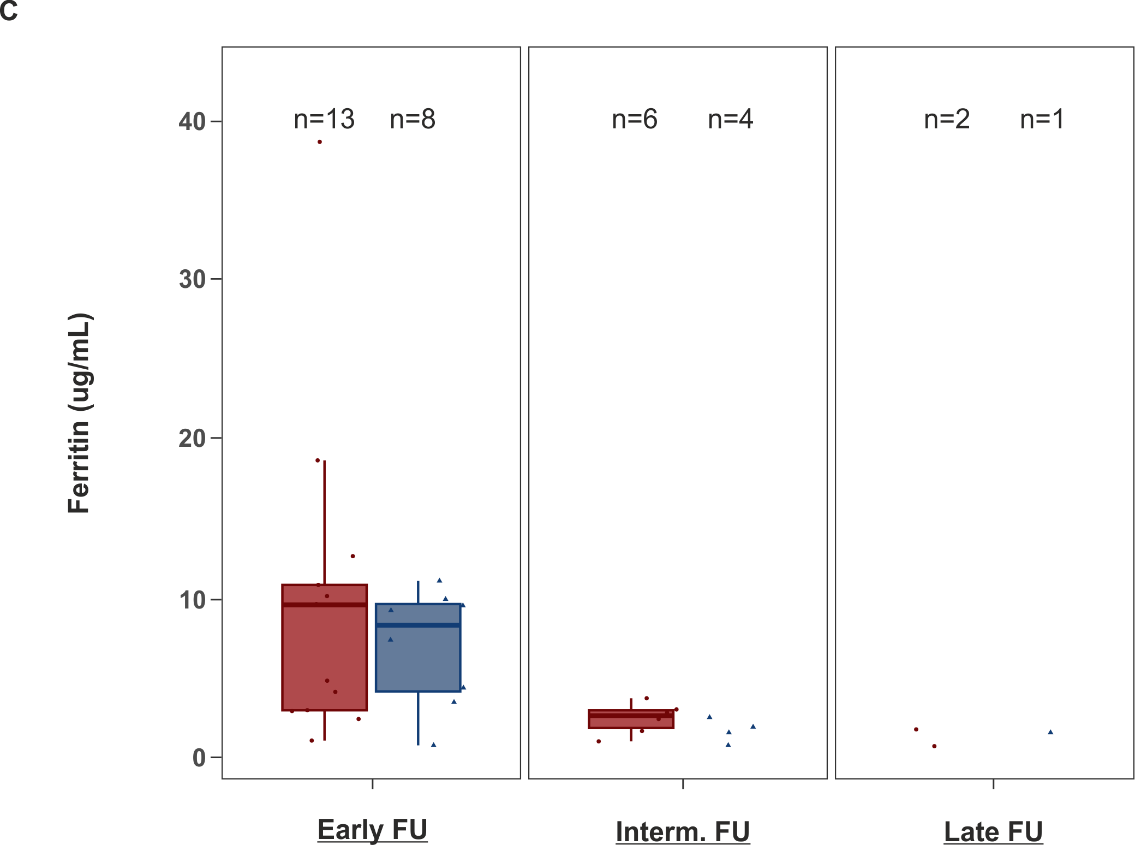 C
n=13 n=8
n=6 n=4
n=2 n=1
40
30
20
10
0
Ferritin (ug/mL)
Early FU
Interm. FU
Late FU